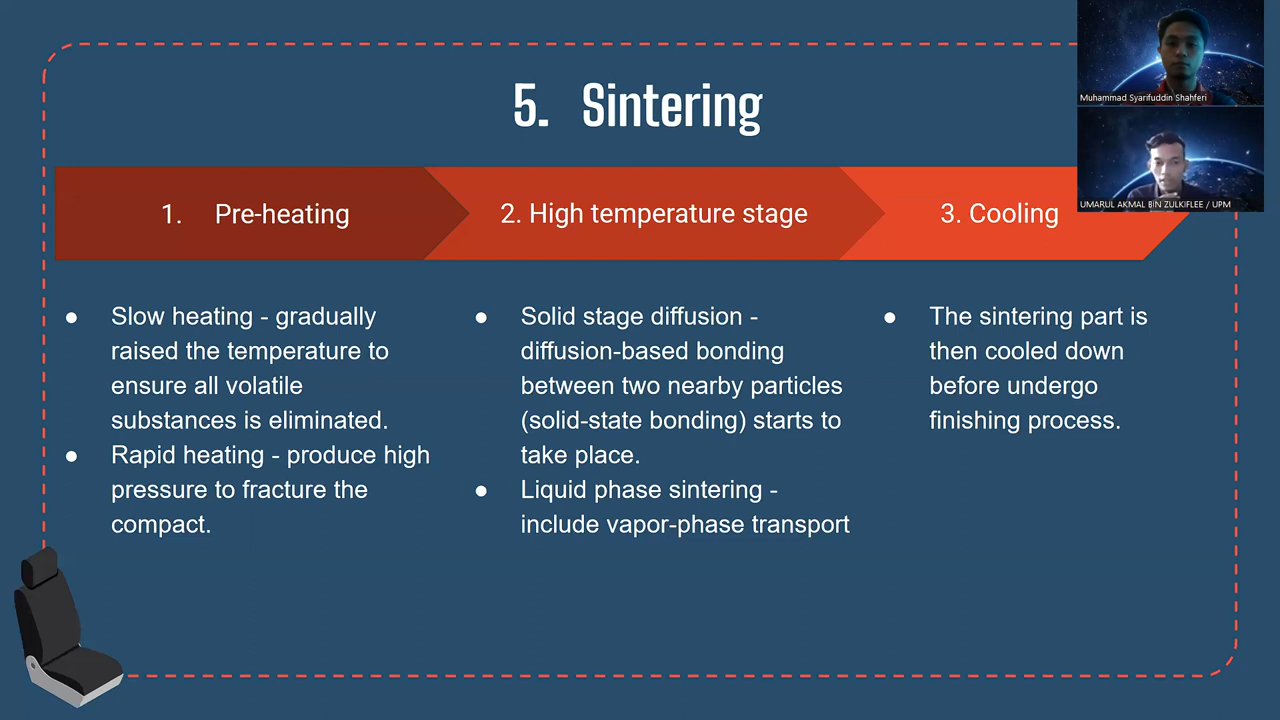 5. Sintering
Muhammad Syarifuddin Shahferi
UMARUL AKMAL BIN ZULKIFLEE / UPM
1. Pre-heating
2. High temperature stage
3. Cooling
● Slow heating - gradually
raised the temperature to
ensure all volatile
substances is eliminated.
● Rapid heating - produce high
pressure to fracture the
compact.
● Solid stage diffusion -
diffusion-based bonding
between two nearby particles
(solid-state bonding) starts to
take place.
● Liquid phase sintering -
include vapor-phase transport
● The sintering part is
then cooled down
before undergo
finishing process.